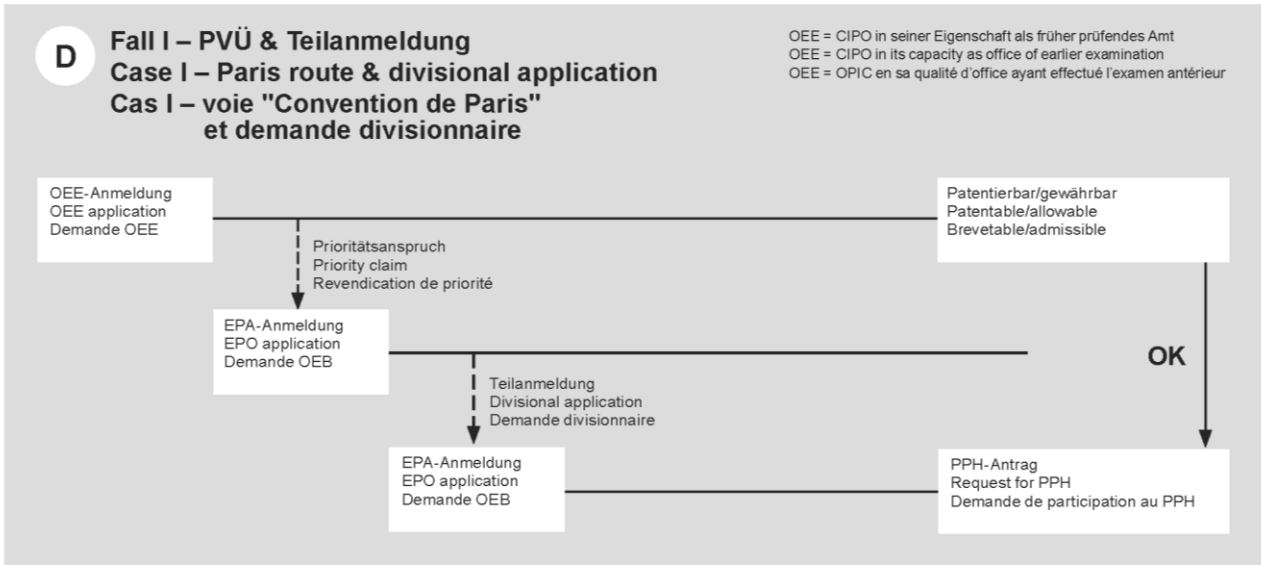 D
Fall I – PVÜ & Teilanmeldung
Case I – Paris route & divisional application
Cas I – voie "Convention de Paris"
et demande divisionnaire
OEE = CIPO in seiner Eigenschaft als früher prüfendes Amt
OEE = CIPO in its capacity as office of earlier examination
OEE = OPIC en sa qualité d'office ayant effectué l'examen antérieur
OEE-Anmeldung
OEE application
Demande OEE
Patentierbar/gewährbar
Patentable/allowable
Brevetable/admissible
Prioritätsanspruch
Priority claim
Revendication de priorité
EPA-Anmeldung
EPO application
Demande OEB
OK
Teilanmeldung
Divisional application
Demande divisionnaire
EPA-Anmeldung
EPO application
Demande OEB
PPH-Antrag
Request for PPH
Demande de participation au PPH